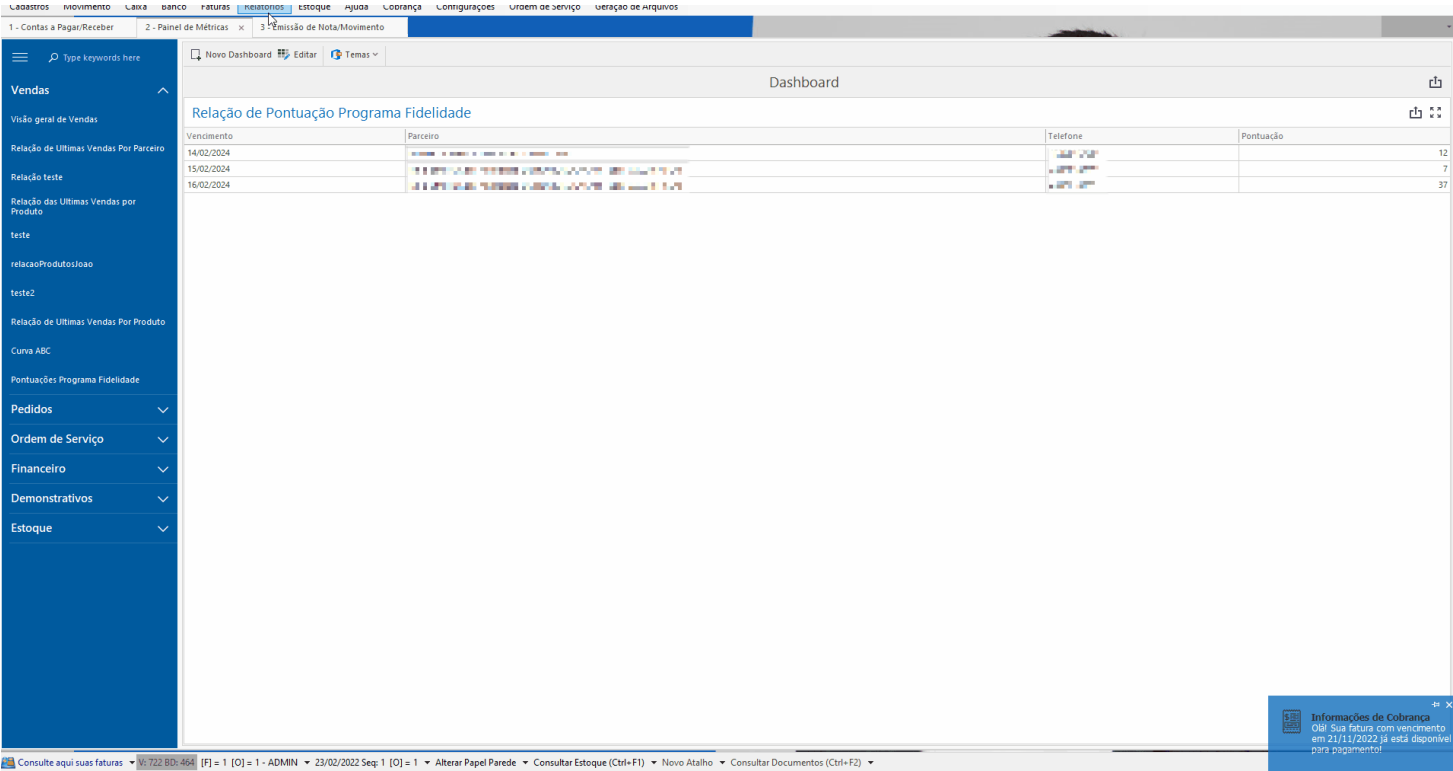 Cadastros Movimento Caixa Banco Faturas Relatórios Estoque Ajuda Cobrança Configurações Ordem de Serviço Geração de Arquivos
1 - Contas a Pagar/Receber 2 - Painel de Métricas × 3 - Emissão de Nota/Movimento
Type keywords here
Novo Dashboard Editar Temas
Dashboard
Vendas
Visão geral de Vendas
Relação de Ultimas Vendas Por Parceiro
Relação teste
Relação das Ultimas Vendas por
Produto
teste
relacaoProdutosJoao
teste2
Relação de Ultimas Vendas Por Produto
Curva ABC
Pontuações Programa Fidelidade
Pedidos
Ordem de Serviço
Financeiro
Demonstrativos
Estoque
Relação de Pontuação Programa Fidelidade
Vencimento Parceiro Telefone Pontuação
14/02/2024 12
15/02/2024 7
16/02/2024 37
Informações de Cobrança
Olá! Sua fatura com vencimento
em 21/11/2022 já está disponível
para pagamento!
Consulte aqui suas faturas V: 722 BD: 464 [F] = 1 [O] = 1 - ADMIN 23/02/2022 Seq: 1 [O] = 1 Alterar Papel Parede Consultar Estoque (Ctrl+F1) Novo Atalho Consultar Documentos (Ctrl+F2)